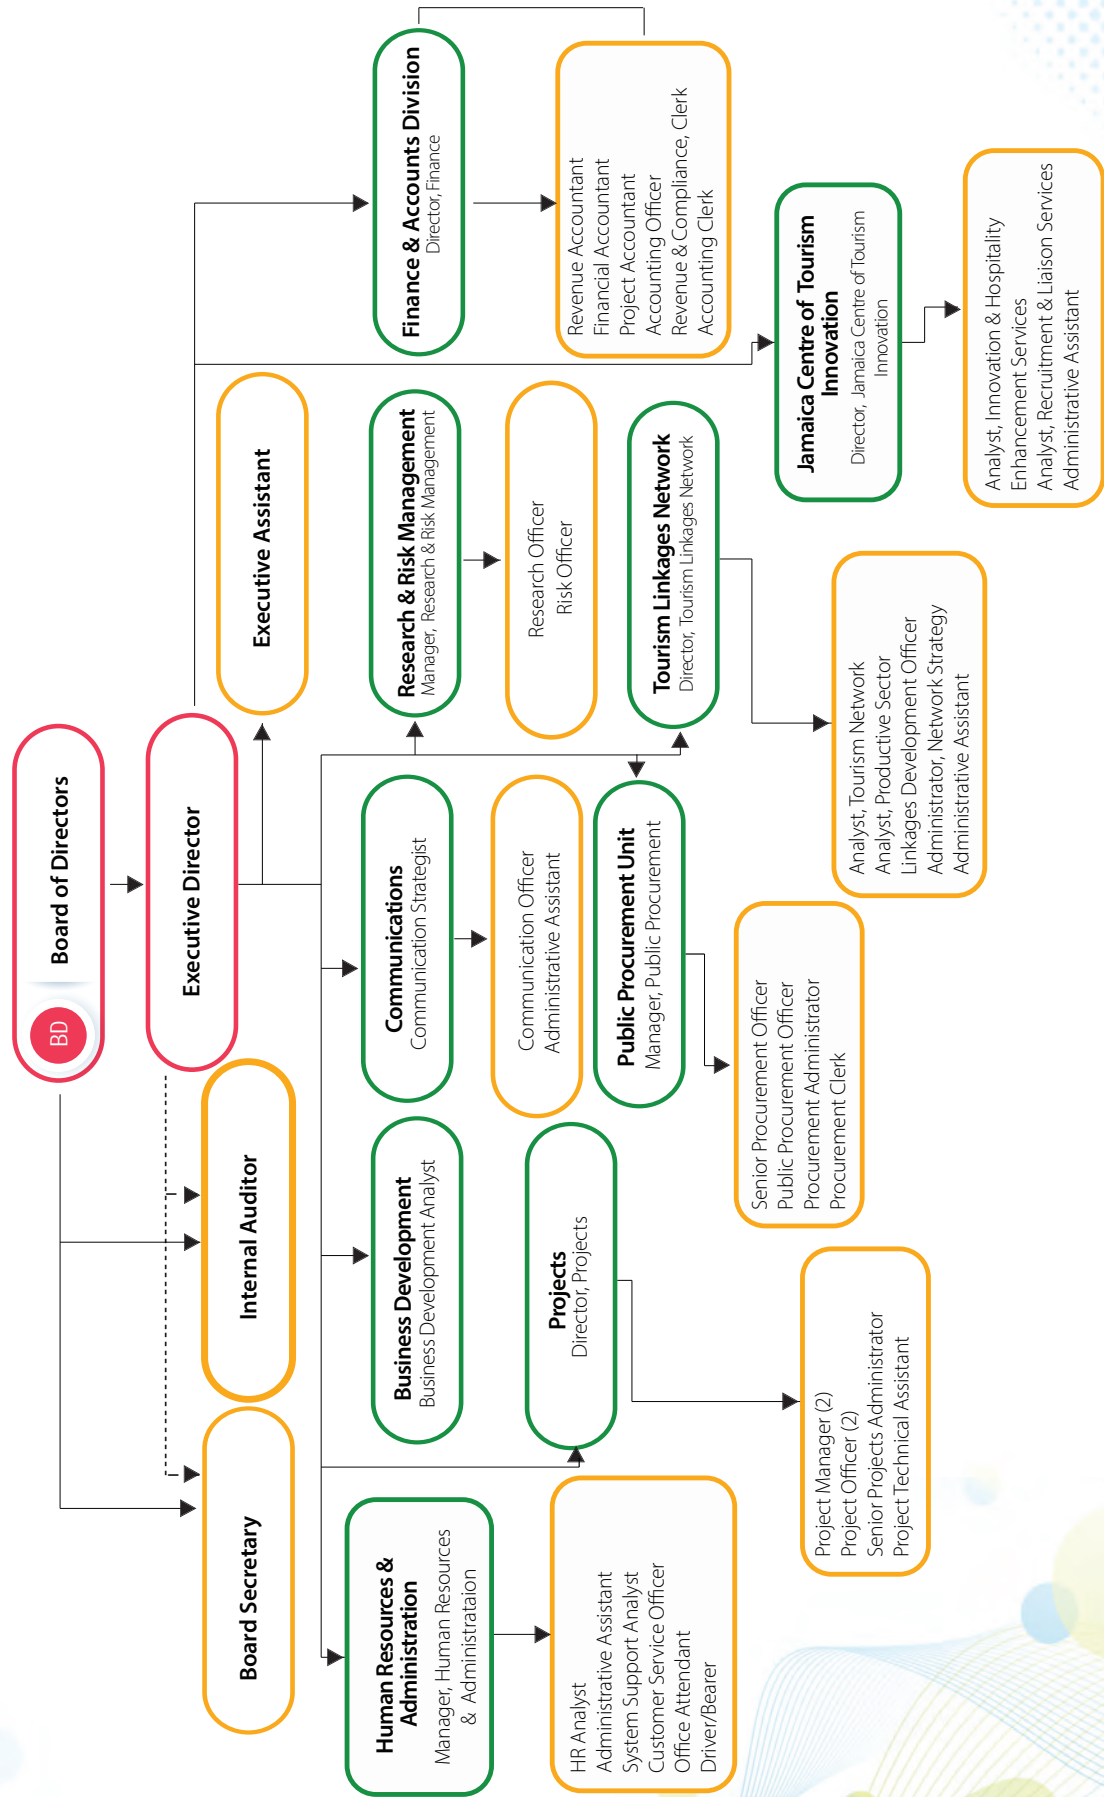 BD
Board of Directors
Executive Director
Board Secretary
Internal Auditor
Executive Assistant
Human Resources &
Administration
Manager, Human Resources
& Administrataion
HR Analyst
Administrative Assistant
System Support Analyst
Customer Service Officer
Office Attendant
Driver/Bearer
Business Development
Business Development Analyst
Communications
Communication Strategist
Communication Officer
Administrative Assistant
Research & Risk Management
Manager, Research & Risk Management
Research Officer
Risk Officer
Finance & Accounts Division
Director, Finance
Revenue Accountant
Financial Accountant
Project Accountant
Accounting Officer
Revenue & Compliance, Clerk
Accounting Clerk
Projects
Director, Projects
Project Manager (2)
Project Officer (2)
Senior Projects Administrator
Project Technical Assistant
Public Procurement Unit
Manager, Public Procurement
Senior Procurement Officer
Public Procurement Officer
Procurement Administrator
Procurement Clerk
Tourism Linkages Network
Director, Tourism Linkages Network
Analyst, Tourism Network
Analyst, Productive Sector
Linkages Development Officer
Administrator, Network Strategy
Administrative Assistant
Jamaica Centre of Tourism
Innovation
Director, Jamaica Centre of Tourism
Innovation
Analyst, Innovation & Hospitality
Enhancement Services
Analyst, Recruitment & Liaison Services
Administrative Assistant